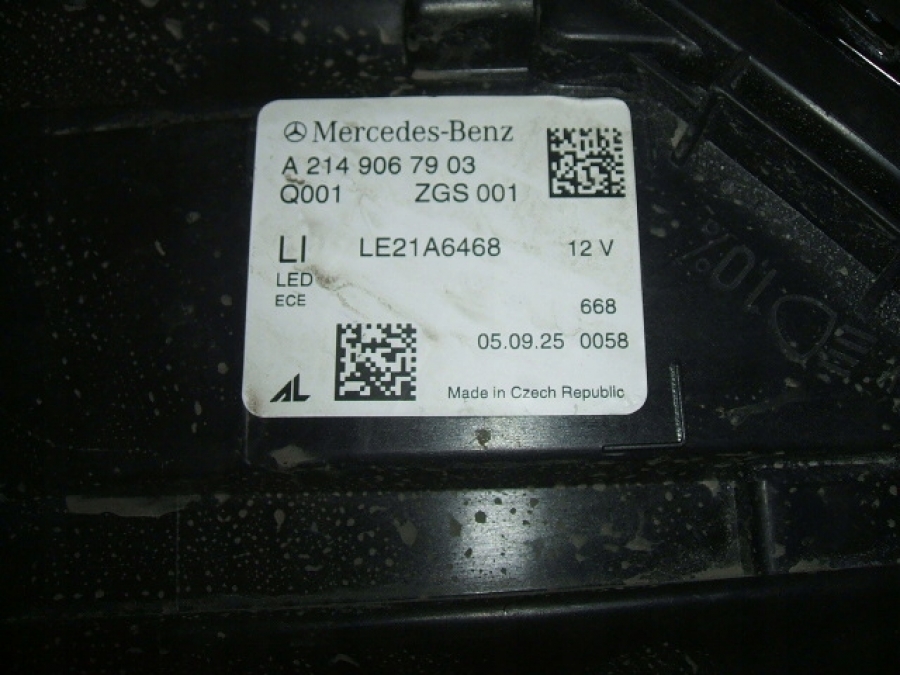 Mercedes-Benz
A 214 906 79 03
Q001 ZGS 001
LI LE21A6468 12 V
LED
ECE
668
05.09.25 0058
AL Made in Czech Republic
10%